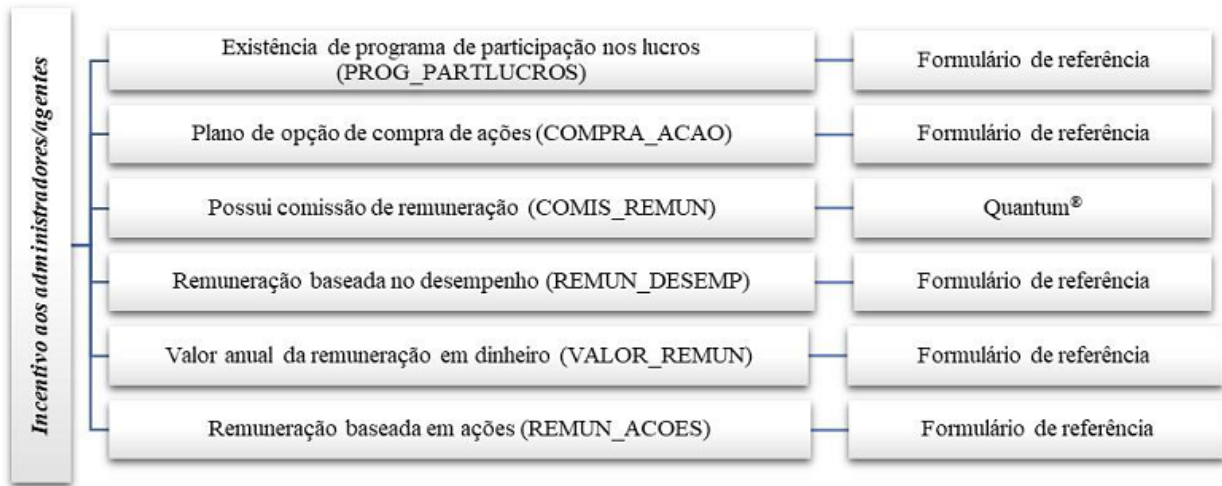 Incentivo aos administradores/agentes
Existência de programa de participação nos lucros
(PROG_PARTLUCROS)
Formulário de referência
Plano de opção de compra de ações (COMPRA_ACAO)
Formulário de referência
Possui comissão de remuneração (COMIS_REMUN)
Quantum®
Remuneração baseada no desempenho (REMUN_DESEMP)
Formulário de referência
Valor anual da remuneração em dinheiro (VALOR_REMUN)
Formulário de referência
Remuneração baseada em ações (REMUN_ACOES)
Formulário de referência